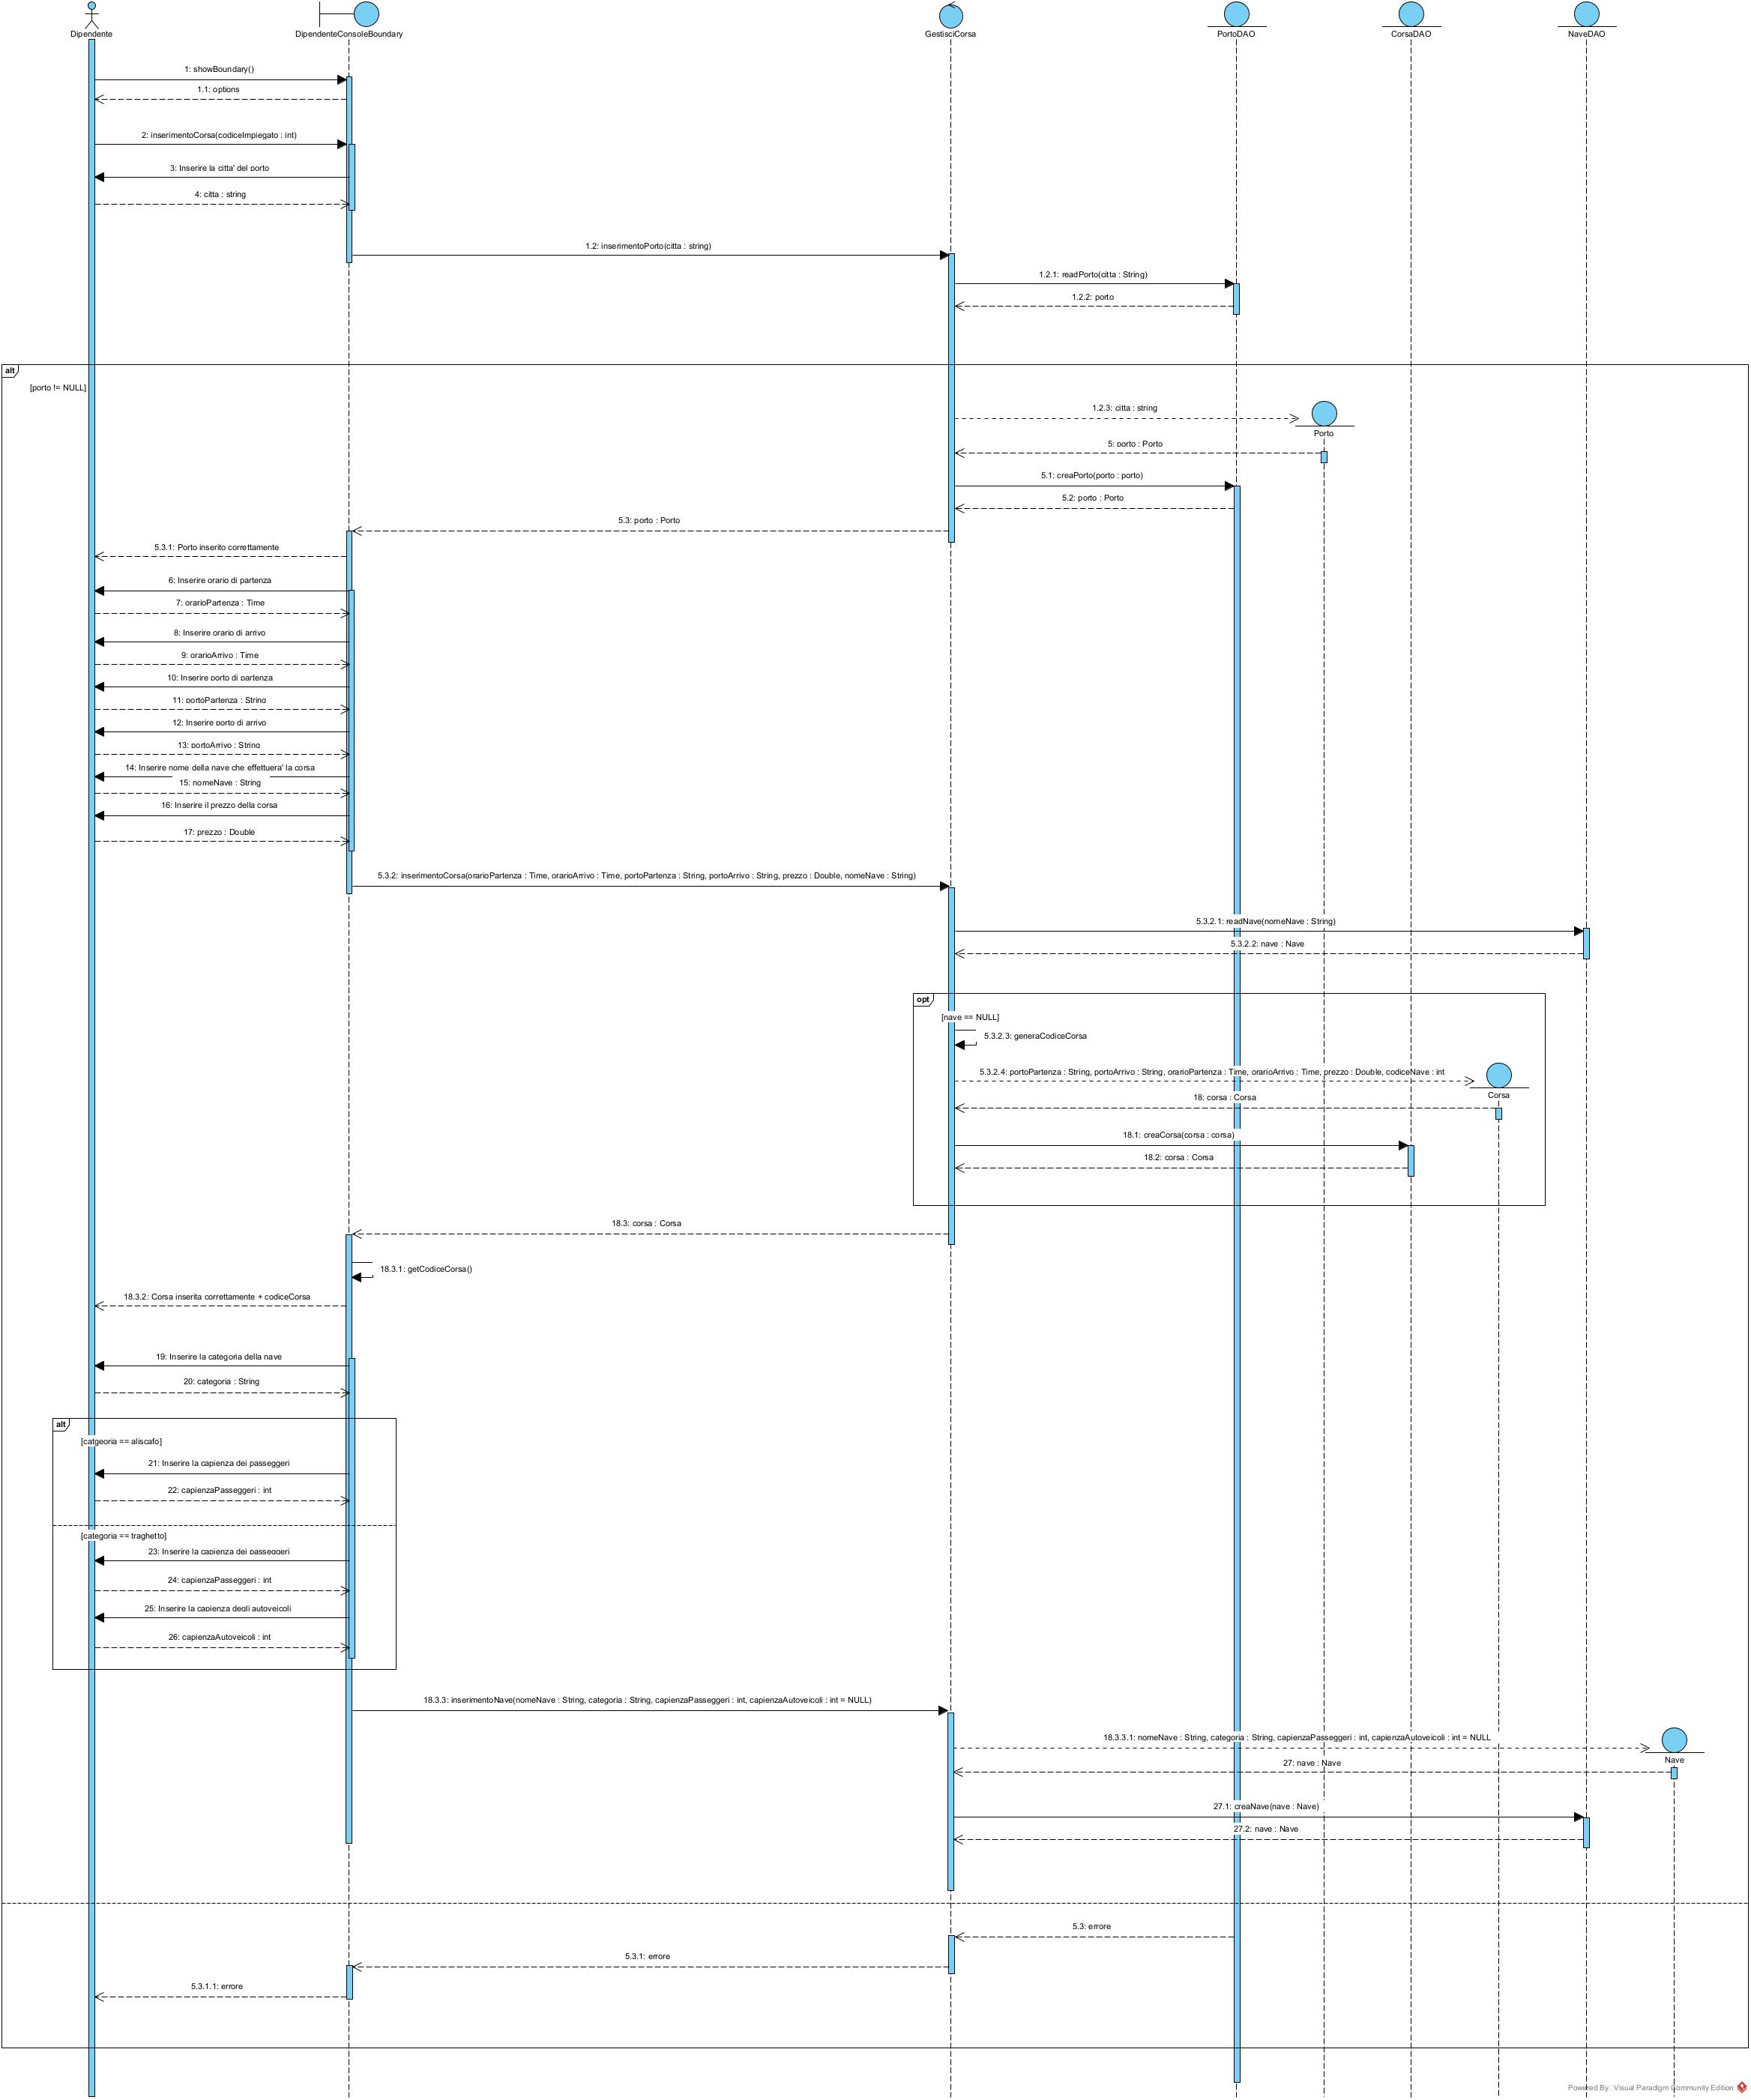 Dipendente
DipendenteConsoleBoundary
GestisciCorsa
PortoDAO
CorsaDAO
NaveDAO
1: showBoundary()
1.1: options
2: inserimentoCorsa(codiceImpiegato : int)
3: Inserire la citta' del porto
4: citta : string
1.2: inserimentoPorto(citta : string)
1.2.1: readPorto(citta : String)
1.2.2: porto
alt
[porto != NULL]
1.2.3: citta : string
Porto
5: porto : Porto
5.1: creaPorto(porto : porto)
5.2: porto : Porto
5.3: porto : Porto
5.3.1: Porto inserito correttamente
6: Inserire orario di partenza
7: orarioPartenza : Time
8: Inserire orario di arrivo
9: orarioArrivo : Time
10: Inserire porto di partenza
11: portoPartenza : String
12: Inserire porto di arrivo
13: portoArrivo : String
14: Inserire nome della nave che effettuera' la corsa
15: nomeNave : String
16: Inserire il prezzo della corsa
17: prezzo : Double
5.3.2: inserimentoCorsa(orarioPartenza : Time, orarioArrivo : Time, portoPartenza : String, portoArrivo : String, prezzo : Double, nomeNave : String)
5.3.2.1: readNave(nomeNave : String)
5.3.2.2: nave : Nave
opt
[nave == NULL]
5.3.2.3: generaCodiceCorsa
5.3.2.4: portoPartenza : String, portoArrivo : String, orarioPartenza : Time, orarioArrivo : Time, prezzo : Double, codiceNave : int
Corsa
18: corsa : Corsa
18.1: creaCorsa(corsa : corsa)
18.2: corsa : Corsa
18.3: corsa : Corsa
18.3.1: getCodiceCorsa()
18.3.2: Corsa inserita correttamente + codiceCorsa
19: Inserire la categoria della nave
20: categoria : String
alt
[catgeoria == aliscafo]
21: Inserire la capienza dei passeggeri
22: capienzaPasseggeri : int
[categoria == traghetto]
23: Inserire la capienza dei passeggeri
24: capienzaPasseggeri : int
25: Inserire la capienza degli autoveicoli
26: capienzaAutoveicoli : int
18.3.3: inserimentoNave(nomeNave : String, categoria : String, capienzaPasseggeri : int, capienzaAutoveicoli : int = NULL)
18.3.3.1: nomeNave : String, categoria : String, capienzaPasseggeri : int, capienzaAutoveicoli : int = NULL
Nave
27: nave : Nave
27.1: creaNave(nave : Nave)
27.2: nave : Nave
5.3: errore
5.3.1: errore
5.3.1.1: errore
Powered By: Visual Paradigm Community Edition